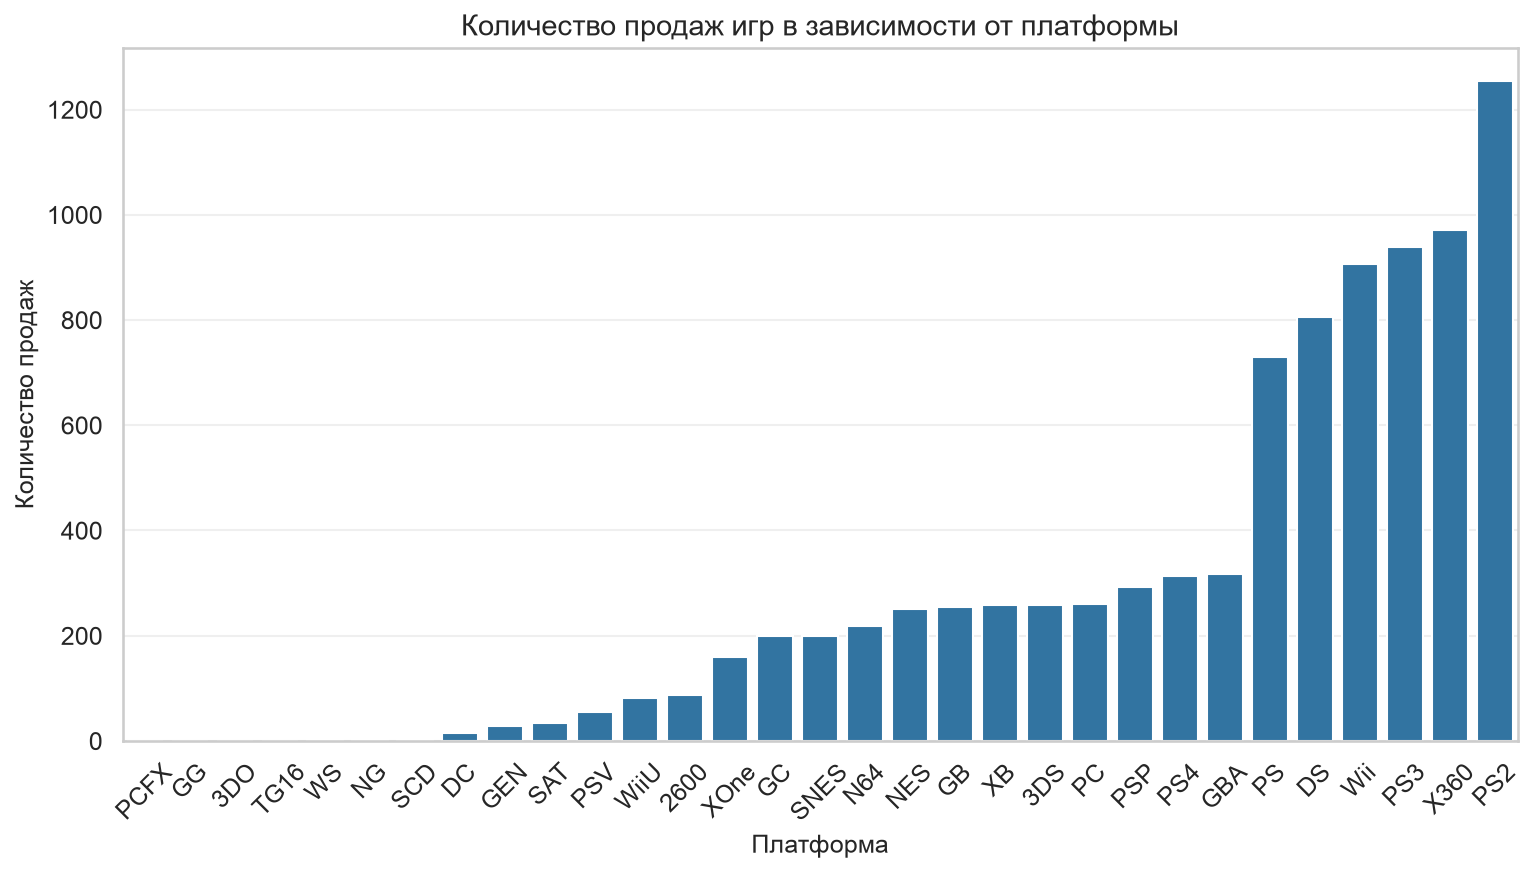 Количество продаж игр в зависимости от платформы
Количество продаж
1200
1000
800
600
400
200
0
PCFX GG 3DO TG16 WS NG SCD DC GEN SAT PSV WiiU 2600 XOne GC SNES N64 NES GB XB 3DS PC PSP PS4 GBA PS DS Wii PS3 X360 PS2
Платформа